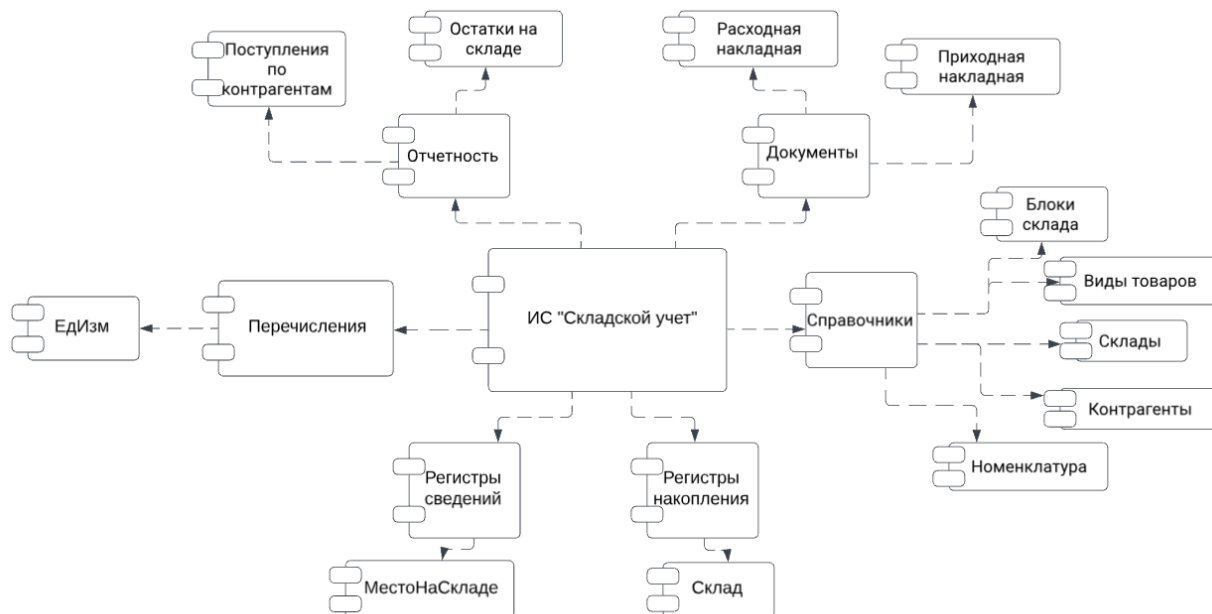 Остатки на
складе
Расходная
накладная
Поступления
по
контрагентам
Приходная
накладная
Отчетность
Документы
Блоки
склада
Виды товаров
ЕдИзм
Перечисления
ИС "Складской учет"
Справочники
Склады
Контрагенты
Номенклатура
Регистры
сведений
Регистры
накопления
МестоНаСкладе
Склад